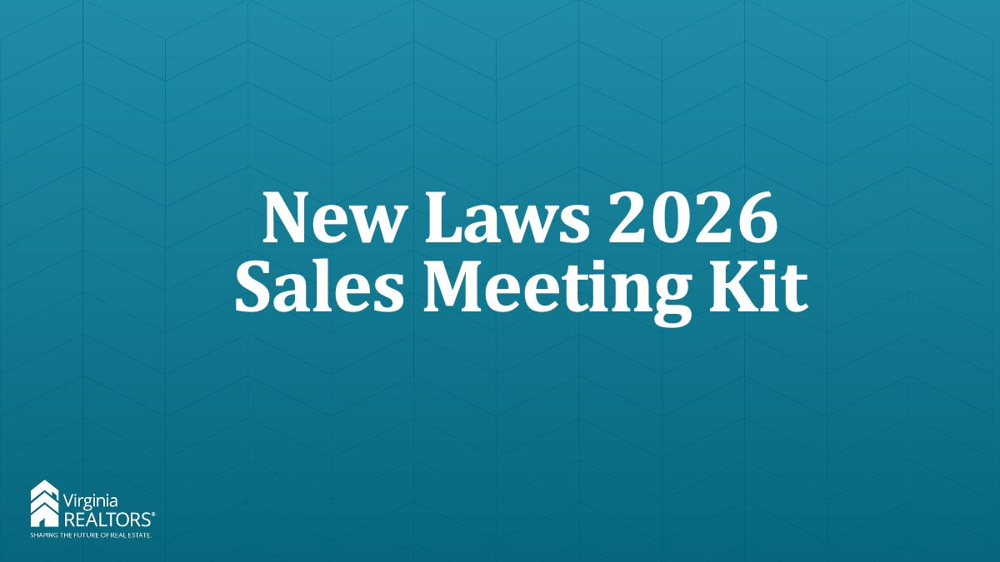 New Laws 2026
Sales Meeting Kit
Virginia
REALTORS®
SHAPING THE FUTURE OF REAL ESTATE.